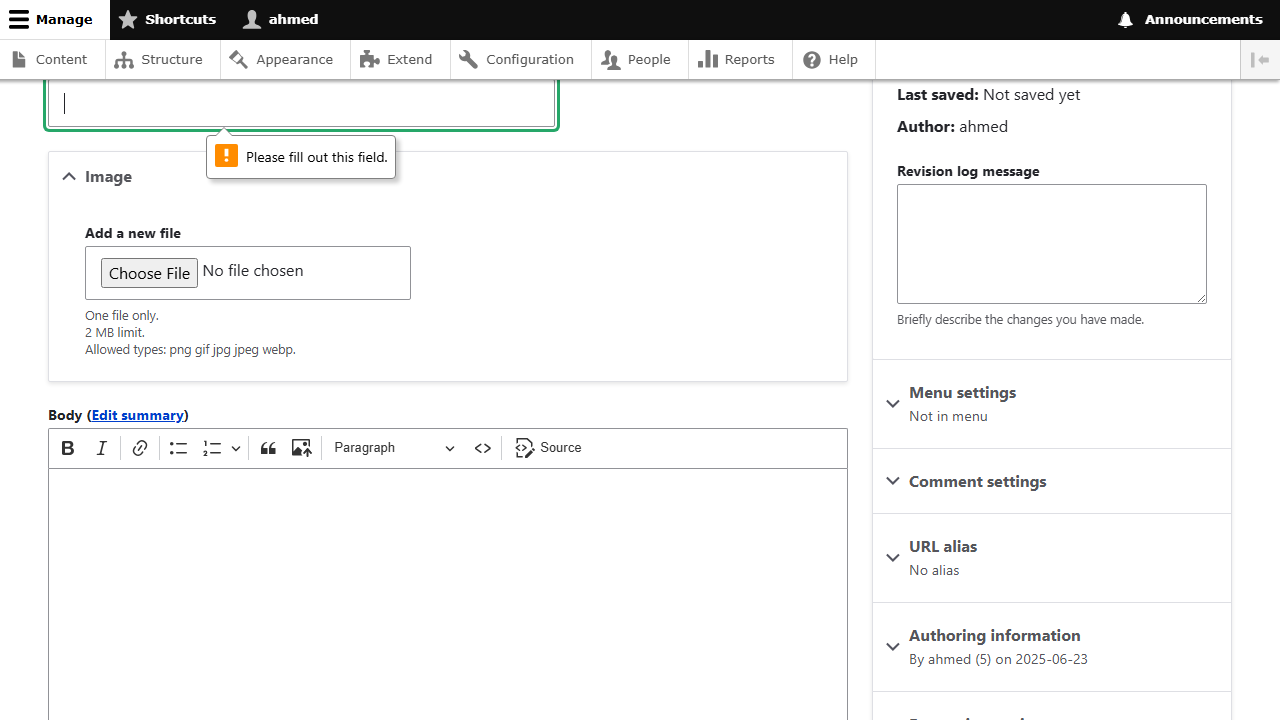 Manage Shortcuts ahmed Announcements
Content Structure Appearance Extend Configuration People Reports Help
Please fill out this field.
Image
Add a new file
Choose File No file chosen
One file only.
2 MB limit.
Allowed types: png gif jpg jpeg webp.
Body (Edit summary)
Paragraph Source
Last saved: Not saved yet
Author: ahmed
Revision log message
Briefly describe the changes you have made.
Menu settings
Not in menu
Comment settings
URL alias
No alias
Authoring information
By ahmed (5) on 2025-06-23